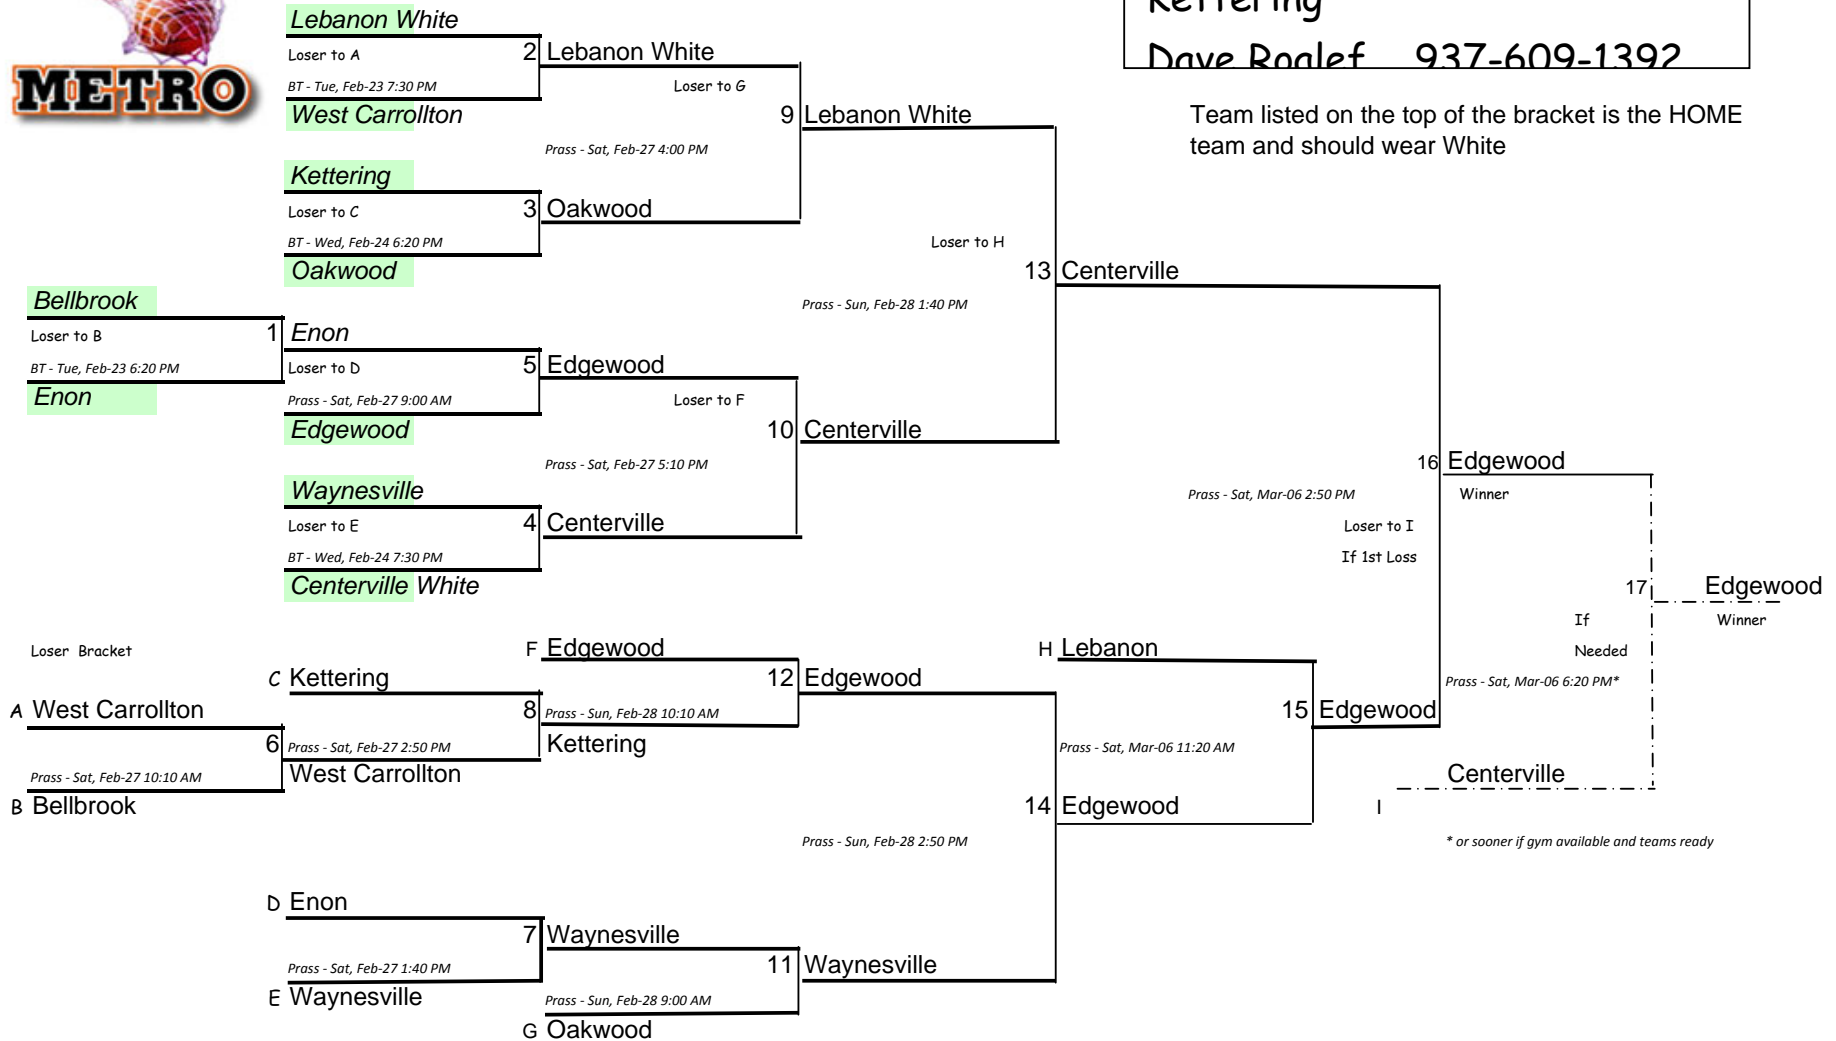 METRO
Kettering
Dave Roglef 937-609-1392
Team listed on the top of the bracket is the HOME
team and should wear White
Lebanon White
Loser to A
BT - Tue, Feb-23 7:30 PM
West Carrollton
2 Lebanon White
Loser to G
Prass - Sat, Feb-27 4:00 PM
9 Lebanon White
Kettering
Loser to C
BT - Wed, Feb-24 6:20 PM
Oakwood
3 Oakwood
Loser to H
Prass - Sun, Feb-28 1:40 PM
13 Centerville
Bellbrook
Loser to B
BT - Tue, Feb-23 6:20 PM
Enon
1 Enon
Loser to D
Prass - Sat, Feb-27 9:00 AM
Edgewood
5 Edgewood
Loser to F
Prass - Sat, Feb-27 5:10 PM
10 Centerville
Waynesville
Loser to E
BT - Wed, Feb-24 7:30 PM
Centerville White
4 Centerville
16 Edgewood
Prass - Sat, Mar-06 2:50 PM
Winner
Loser to I
If 1st Loss
17 Edgewood
If
Needed
Winner
Prass - Sat, Mar-06 6:20 PM*
Centerville
I
* or sooner if gym available and teams ready
Loser Bracket
A West Carrollton
Prass - Sat, Feb-27 10:10 AM
B Bellbrook
C Kettering
6 Prass - Sat, Feb-27 2:50 PM
West Carrollton
F Edgewood
8 Prass - Sun, Feb-28 10:10 AM
Kettering
12 Edgewood
Prass - Sun, Feb-28 2:50 PM
H Lebanon
Prass - Sat, Mar-06 11:20 AM
14 Edgewood
15 Edgewood
D Enon
Prass - Sat, Feb-27 1:40 PM
E Waynesville
7 Waynesville
Prass - Sun, Feb-28 9:00 AM
G Oakwood
11 Waynesville